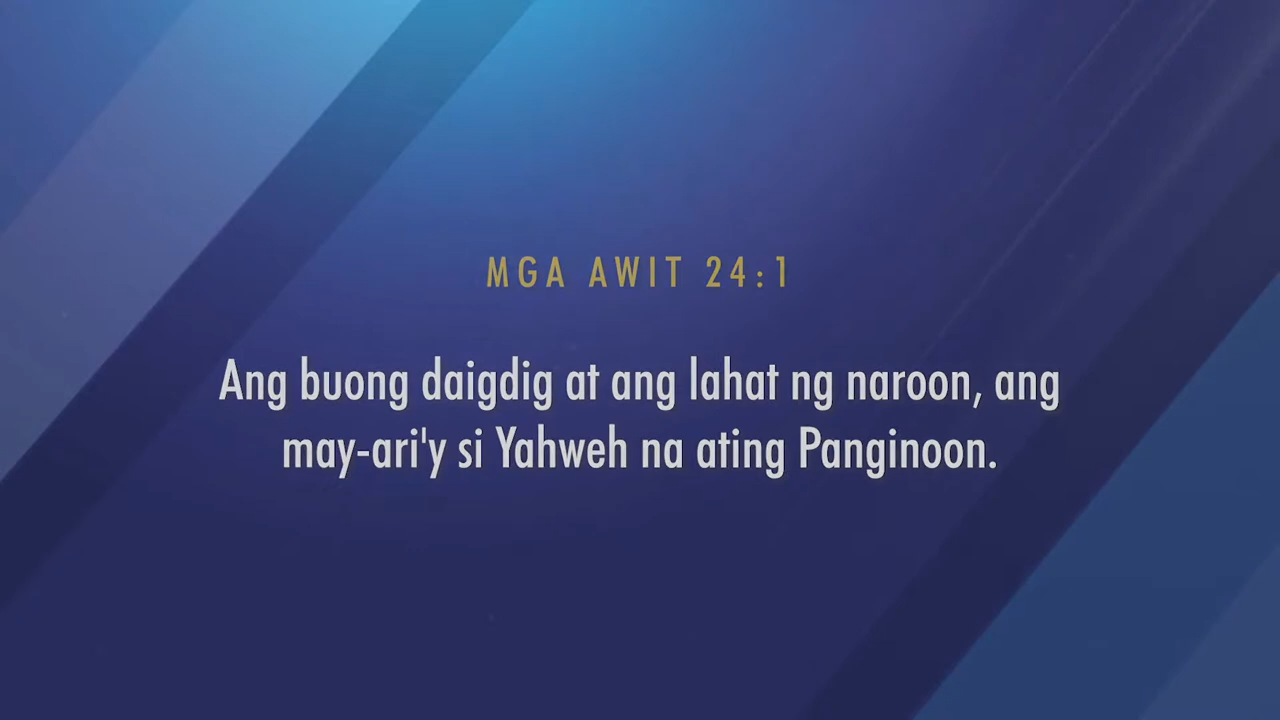 MGA AWIT 24:1
Ang buong daigdig at ang lahat ng naroon, ang
may-ari'y si Yahweh na ating Panginoon.